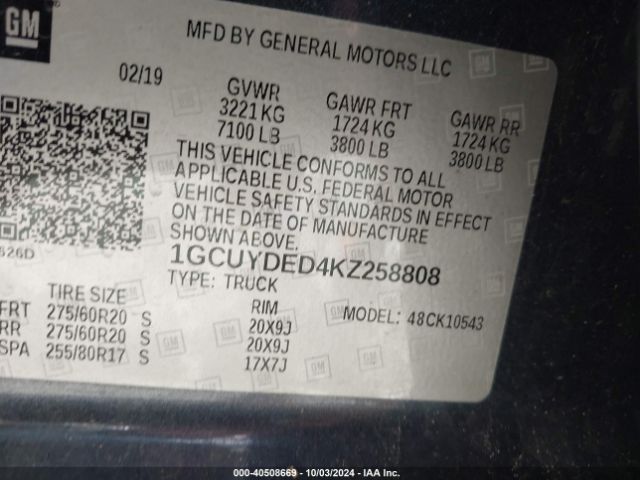 GM
MFD BY GENERAL MOTORS LLC
02/19
GVWR
3221 KG
7100 LB
GAWR FRT
1724 KG
3800 LB
GAWR RR
1724 KG
3800 LB
THIS VEHICLE CONFORMS TO ALL
APPLICABLE U.S. FEDERAL MOTOR
VEHICLE SAFETY STANDARDS IN EFFECT
ON THE DATE OF MANUFACTURE
SHOWN ABOVE.
1GCUYDED4KZ258808
TYPE: TRUCK
MODEL: 48CK10543
TIRE SIZE RIM
FRT 275/60R20 S 20X9J
RR 275/60R20 S 20X9J
SPA 255/80R17 S 17X7J
000-40508669 - 10/03/2024 - IAA Inc.